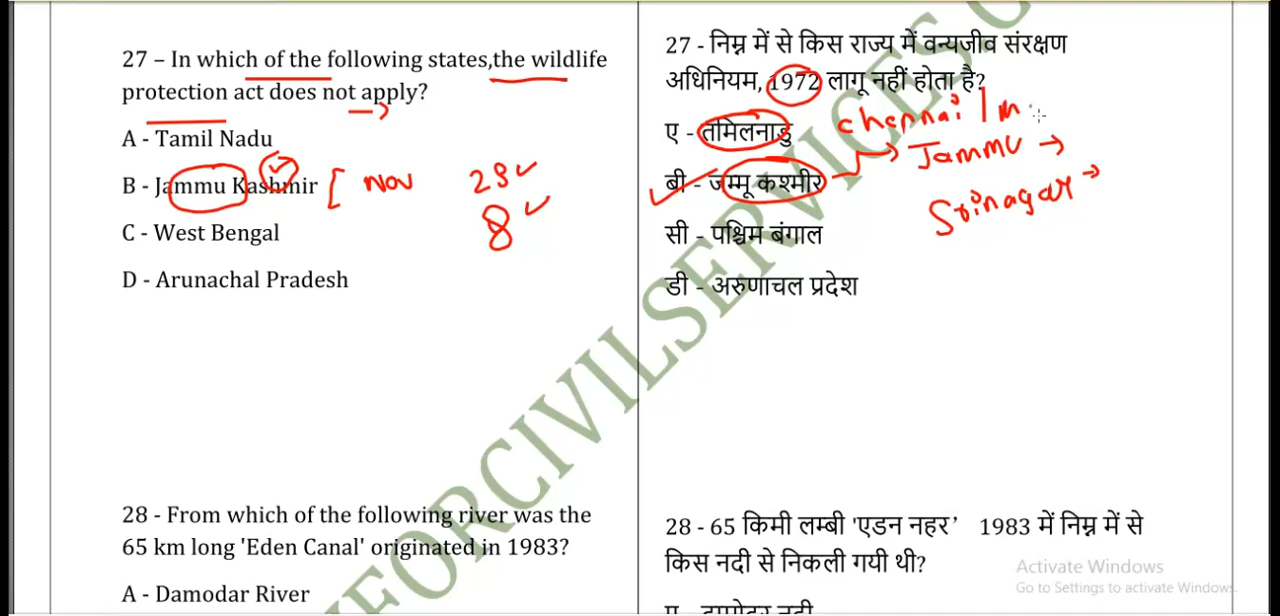 27 – In which of the following states,the wildlife
protection act does not apply?
A - Tamil Nadu
B - Jammu Kashmir
Nov
28
8
C - West Bengal
D - Arunachal Pradesh
28 - From which of the following river was the
65 km long 'Eden Canal' originated in 1983?
A - Damodar River
27 - निम्न में से किस राज्य में वन्यजीव संरक्षण
अधिनियम, 1972 लागू नहीं होता है?
ए - तमिलनाडु
chennai / m
बी - जम्मू कश्मीर
Jammu
Srinagar
सी - पश्चिम बंगाल
डी - अरुणाचल प्रदेश
28 - 65 किमी लम्बी 'एडन नहर’ 1983 में निम्न में से
किस नदी से निकली गयी थी?
ए - दामोदर नदी
Activate Windows
Go to Settings to activate Windows.
EFORCIVILSERVICES.C